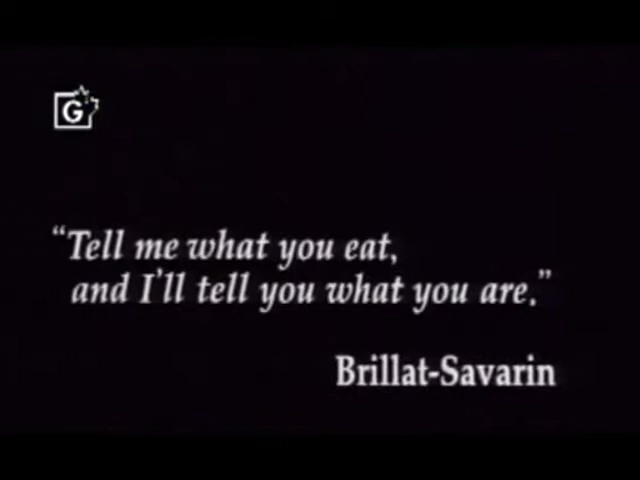 G
“Tell me what you eat,
and I'll tell you what you are.”
Brillat-Savarin